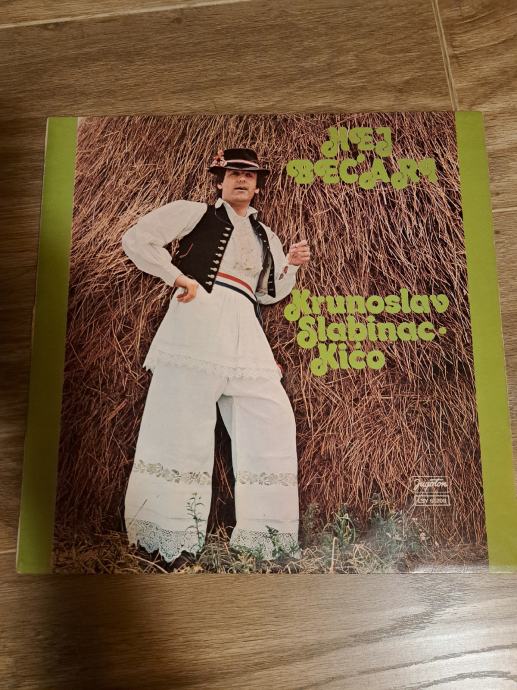 HEJ
BEĆARI
Krunoslav
Slabinac-
Kićo
Jugoton